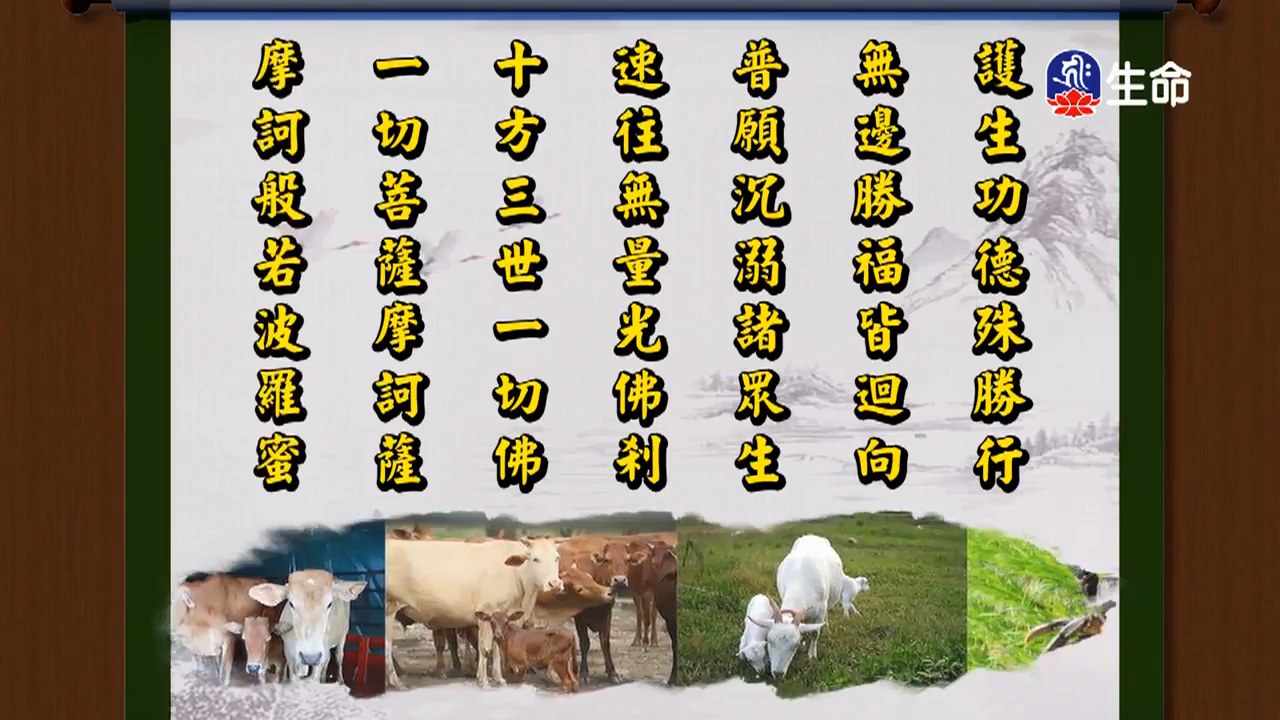 護生功德殊勝行
無邊勝福皆迴向
普願沉溺諸眾生
速往無量光佛剎
十方三世一切佛
一切菩薩摩訶薩
摩訶般若波羅蜜
生命